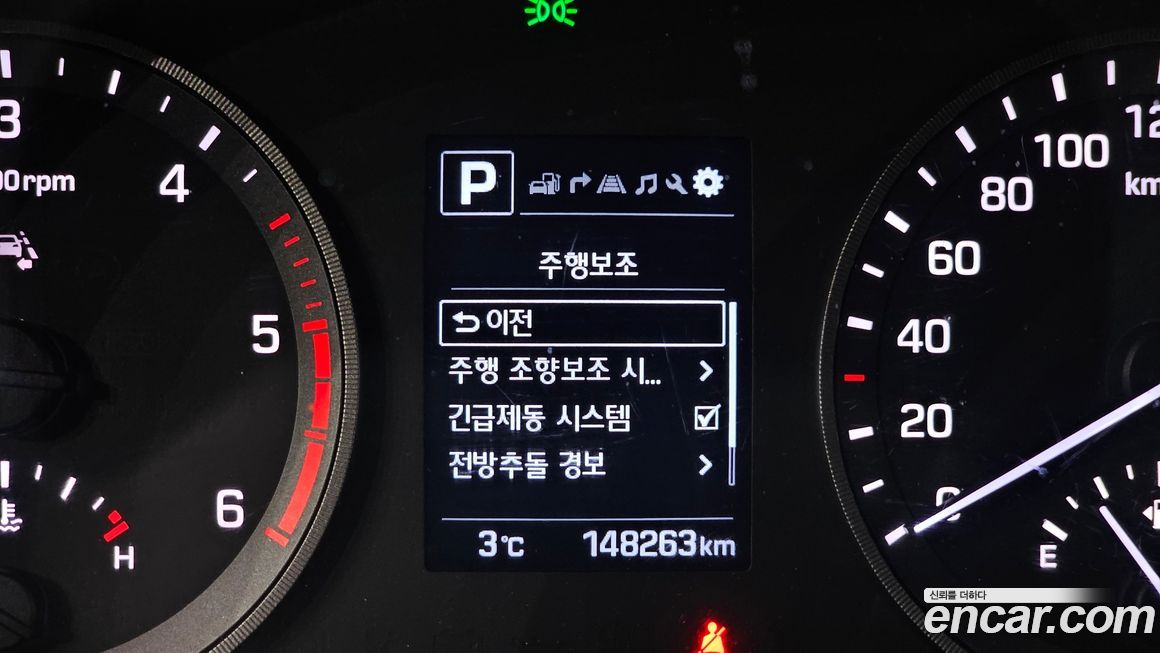 3
4
5
6
00rpm
H
P
주행보조
이전
주행 조향보조 시...
긴급제동 시스템
전방추돌 경보
3℃ 148263km
120
100
80
60
40
20
0
km
E
신뢰를 더하다
encar.com